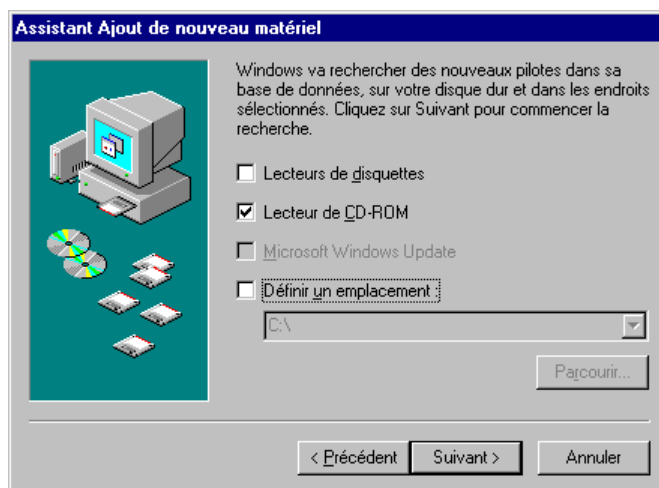 Assistant Ajout de nouveau matériel
Windows va rechercher des nouveaux pilotes dans sa
base de données, sur votre disque dur et dans les endroits
sélectionnés. Cliquez sur Suivant pour commencer la
recherche.
Lecteurs de disquettes
Lecteur de CD-ROM
Microsoft Windows Update
Définir un emplacement :
C:\
Parcourir...
< Précédent Suivant > Annuler